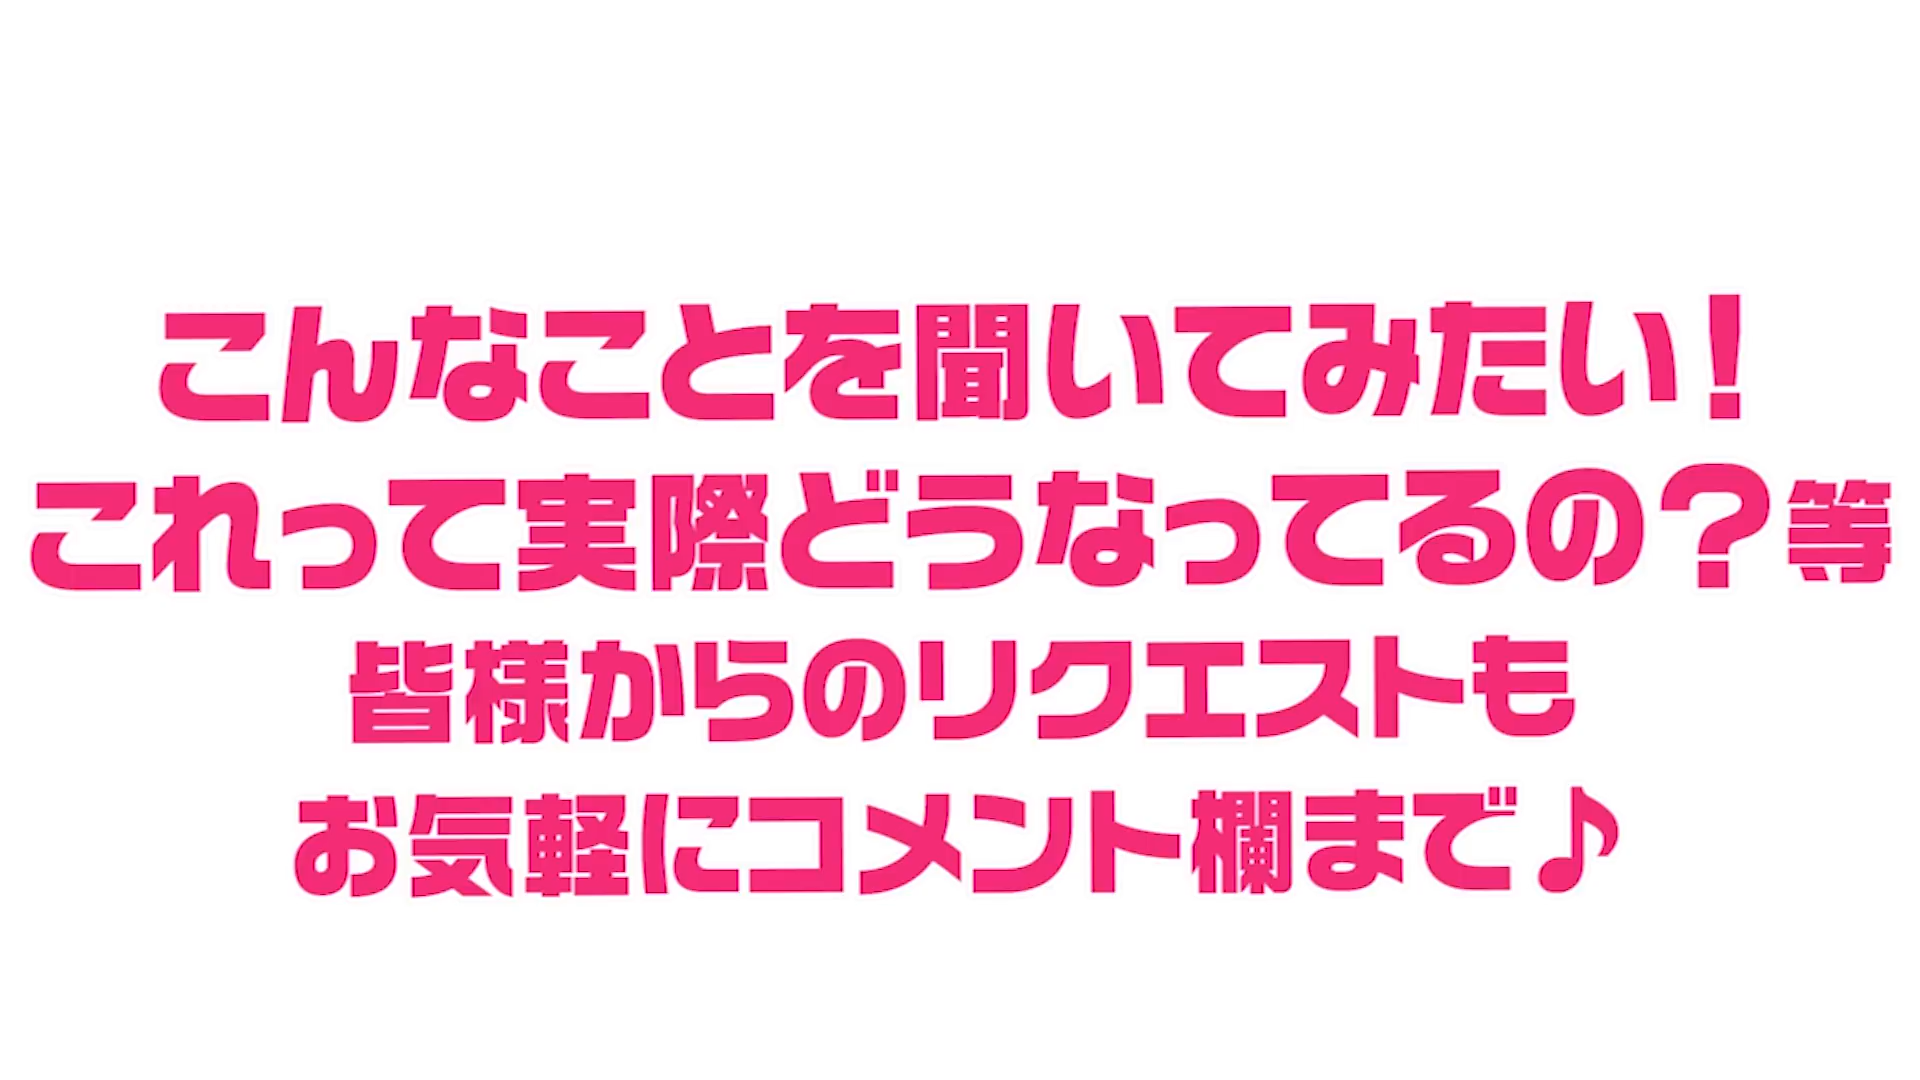 こんなことを聞いてみたい！
これって実際どうなってるの？等
皆様からのリクエストも
お気軽にコメント欄まで♪